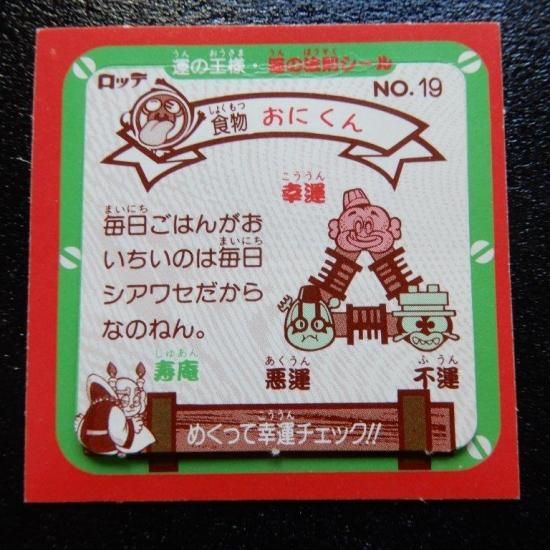 運の王様・運の法則シール
ロッテ
NO.19
食物 おにくん
幸運
毎日ごはんがお
いちいのは毎日
シアワセだから
なのねん。
寿庵
悪運
不運
めくって幸運チェック!!